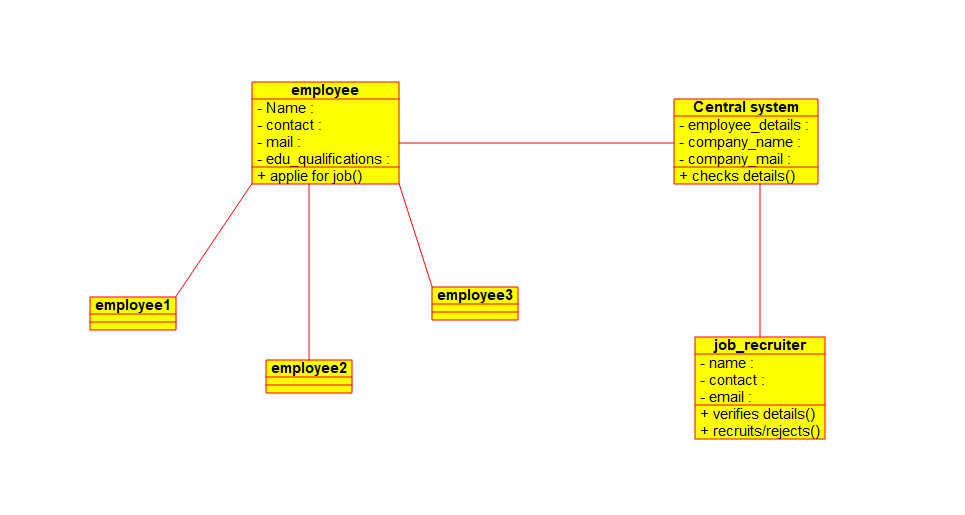 employee
- Name :
- contact :
- mail :
- edu_qualifications :
+ applie for job()
Central system
- employee_details :
- company_name :
- company_mail :
+ checks details()
employee1
employee2
employee3
job_recruiter
- name :
- contact :
- email :
+ verifies details()
+ recruits/rejects()